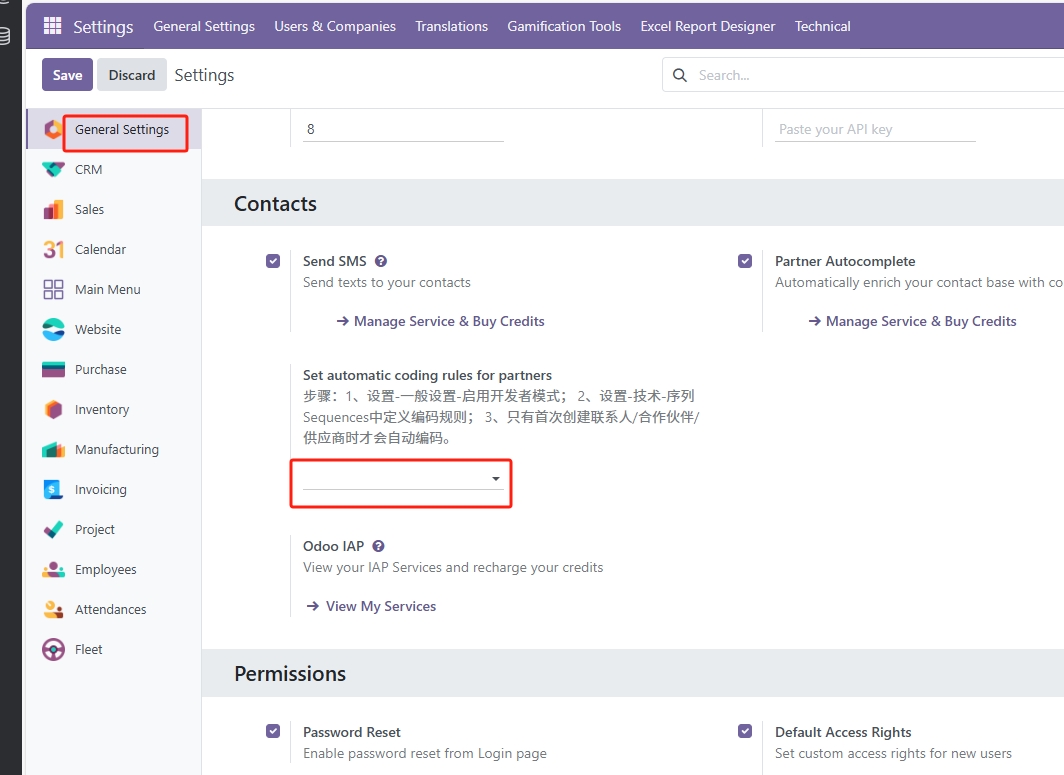 Settings General Settings Users & Companies Translations Gamification Tools Excel Report Designer Technical
Save Discard Settings Search...
General Settings
CRM
Sales
Calendar
Main Menu
Website
Purchase
Inventory
Manufacturing
Invoicing
Project
Employees
Attendances
Fleet
8
Paste your API key
Contacts
Send SMS ?
Send texts to your contacts
→ Manage Service & Buy Credits
Partner Autocomplete
Automatically enrich your contact base with co
→ Manage Service & Buy Credits
Set automatic coding rules for partners
步骤：1、设置-一般设置-启用开发者模式； 2、设置-技术-序列
Sequences中定义编码规则； 3、只有首次创建联系人/合作伙伴/
供应商时才会自动编码。
Odoo IAP ?
View your IAP Services and recharge your credits
→ View My Services
Permissions
Password Reset
Enable password reset from Login page
Default Access Rights
Set custom access rights for new users